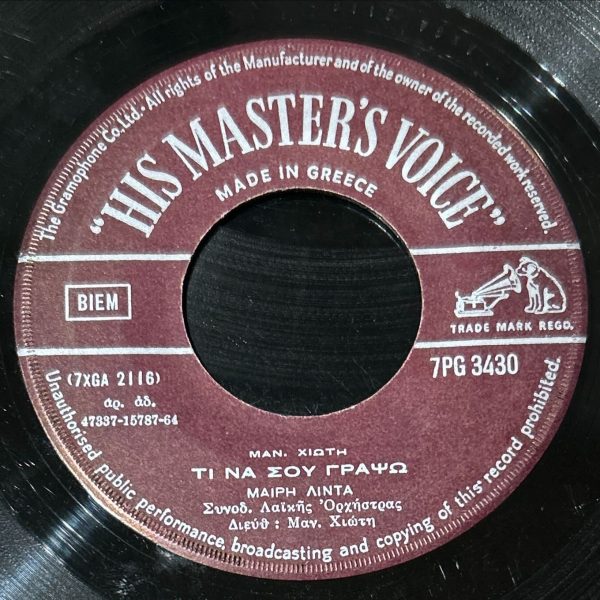 The Gramophone Co. Ltd. All rights of the Manufacturer and of the owner of the recorded work reserved.
"HIS MASTER'S VOICE"
MADE IN GREECE
BIEM
TRADE MARK REGD.
(7XGA 2116)
7PG 3430
ἀρ. ἀδ.
47337-15787-64
ΜΑΝ. ΧΙΩΤΗ
ΤΙ ΝΑ ΣΟΥ ΓΡΑΨΩ
ΜΑΙΡΗ ΛΙΝΤΑ
Συνοδ. Λαϊκῆς Ὀρχήστρας
Διεύθ : Μαν. Χιώτη
Unauthorised public performance, broadcasting and copying of this record prohibited.